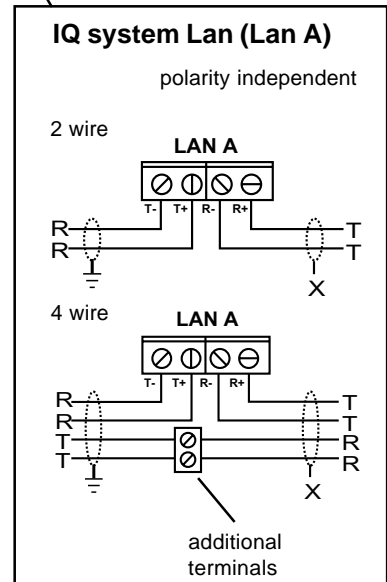 IQ system Lan (Lan A)
polarity independent
2 wire
LAN A
T- T+ R- R+
R T
R T
X
4 wire
LAN A
T- T+ R- R+
R T
R T
T R
T R
X
additional
terminals